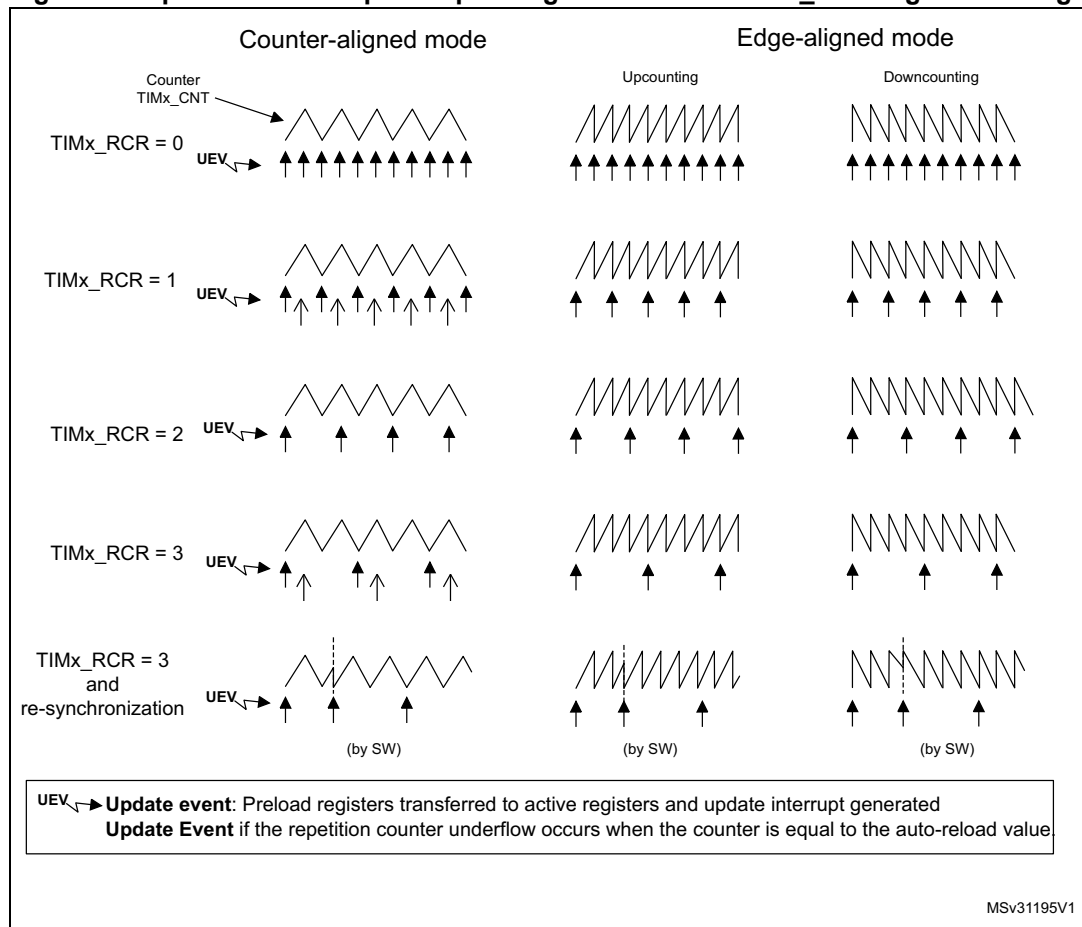 Counter-aligned mode
Edge-aligned mode
Counter
TIMx_CNT
Upcounting
Downcounting
TIMx_RCR = 0
UEV
TIMx_RCR = 1
UEV
TIMx_RCR = 2
UEV
TIMx_RCR = 3
UEV
TIMx_RCR = 3
and
re-synchronization
UEV
(by SW)
(by SW)
(by SW)
UEV
Update event: Preload registers transferred to active registers and update interrupt generated
Update Event if the repetition counter underflow occurs when the counter is equal to the auto-reload value.
MSv31195V1